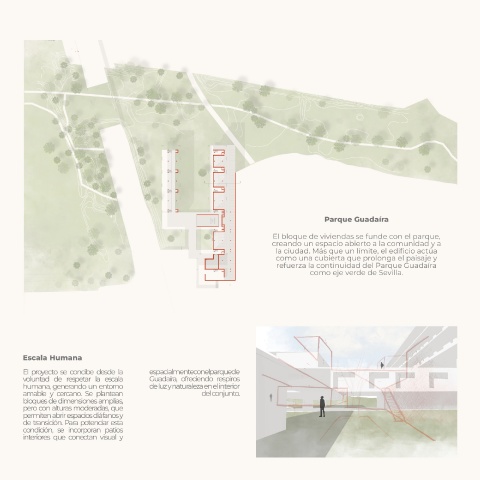 Parque Guadaíra
El bloque de viviendas se funde con el parque,
creando un espacio abierto a la comunidad y a
la ciudad. Más que un límite, el edificio actúa
como una cubierta que prolonga el paisaje y
refuerza la continuidad del Parque Guadaira
como eje verde de Sevilla.
Escala Humana
El proyecto se concibe desde la
voluntad de respetar la escala
humana, generando un entorno
amable y cercano. Se plantean
bloques de dimensiones amplias,
pero con alturas moderadas, que
permiten abrir espacios diáfanos y
de transición. Para potenciar esta
condición, se incorporan patios
interiores que conectan visual y
espacialmente con el parque de
Guadaira, ofreciendo respiros
de luz y naturaleza en el interior
del conjunto.